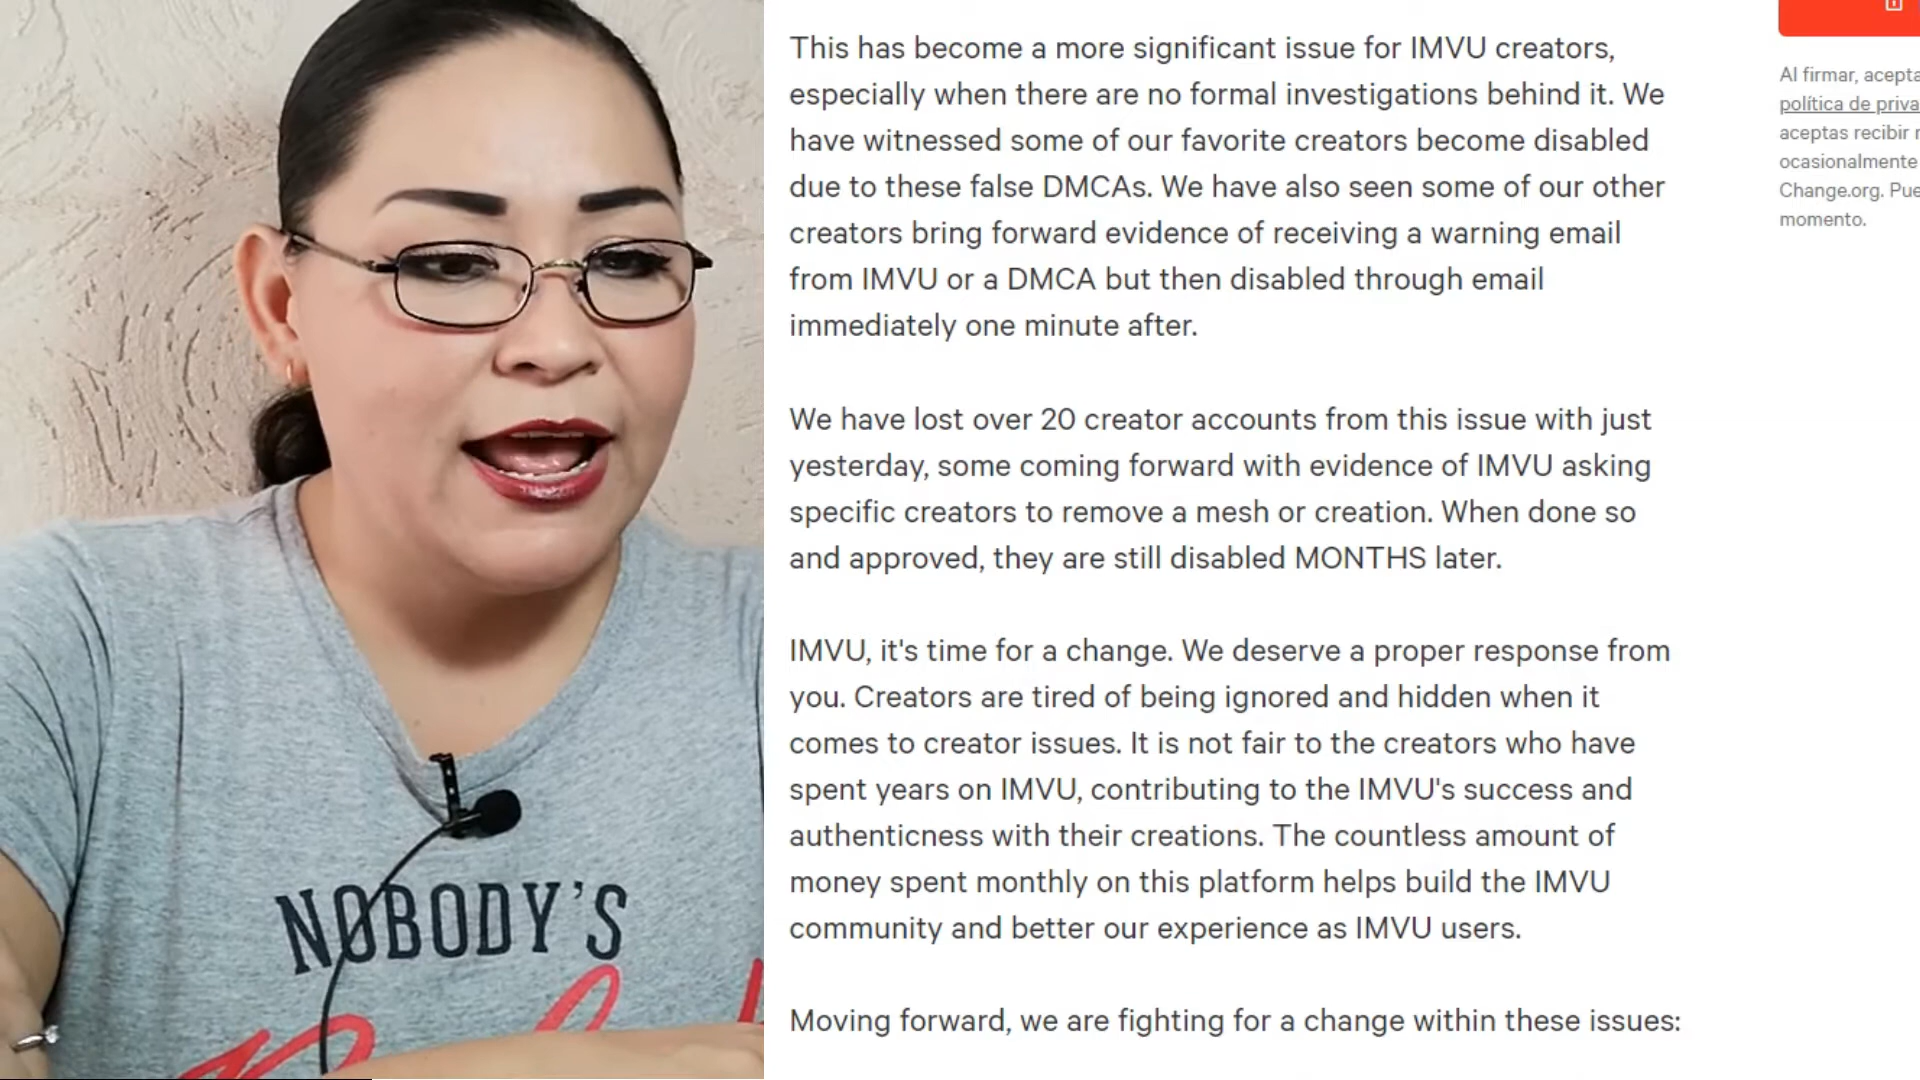 This has become a more significant issue for IMVU creators,
especially when there are no formal investigations behind it. We
have witnessed some of our favorite creators become disabled
due to these false DMCAs. We have also seen some of our other
creators bring forward evidence of receiving a warning email
from IMVU or a DMCA but then disabled through email
immediately one minute after.
We have lost over 20 creator accounts from this issue with just
yesterday, some coming forward with evidence of IMVU asking
specific creators to remove a mesh or creation. When done so
and approved, they are still disabled MONTHS later.
IMVU, it's time for a change. We deserve a proper response from
you. Creators are tired of being ignored and hidden when it
comes to creator issues. It is not fair to the creators who have
spent years on IMVU, contributing to the IMVU's success and
authenticness with their creations. The countless amount of
money spent monthly on this platform helps build the IMVU
community and better our experience as IMVU users.
Moving forward, we are fighting for a change within these issues:
Al firmar, acepta
política de priva
aceptas recibir
ocasionalmente
Change.org. Pue
momento.
NOBODY'S